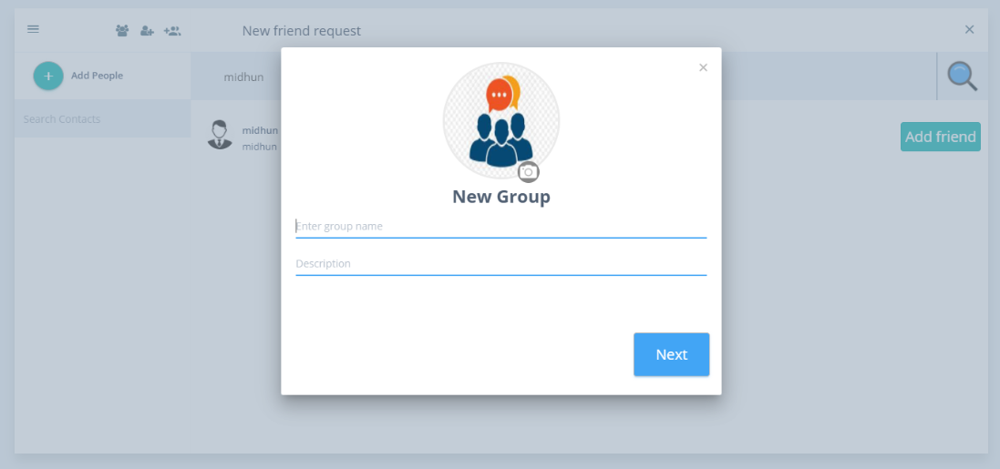 New friend request
Add People
midhun
Search Contacts
midhun
midhun
Add friend
New Group
Enter group name
Description
Next